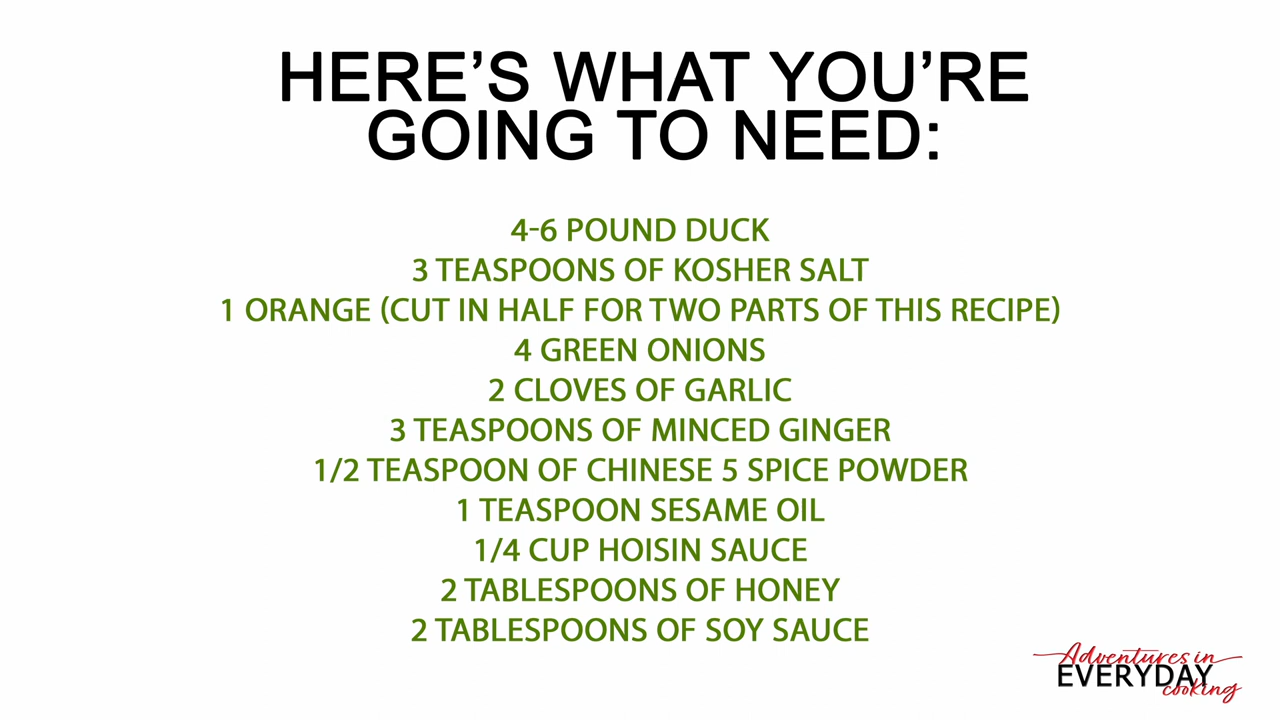 HERE’S WHAT YOU’RE
GOING TO NEED:
4-6 POUND DUCK
3 TEASPOONS OF KOSHER SALT
1 ORANGE (CUT IN HALF FOR TWO PARTS OF THIS RECIPE)
4 GREEN ONIONS
2 CLOVES OF GARLIC
3 TEASPOONS OF MINCED GINGER
1/2 TEASPOON OF CHINESE 5 SPICE POWDER
1 TEASPOON SESAME OIL
1/4 CUP HOISIN SAUCE
2 TABLESPOONS OF HONEY
2 TABLESPOONS OF SOY SAUCE
Adventures in
EVERYDAY
cooking